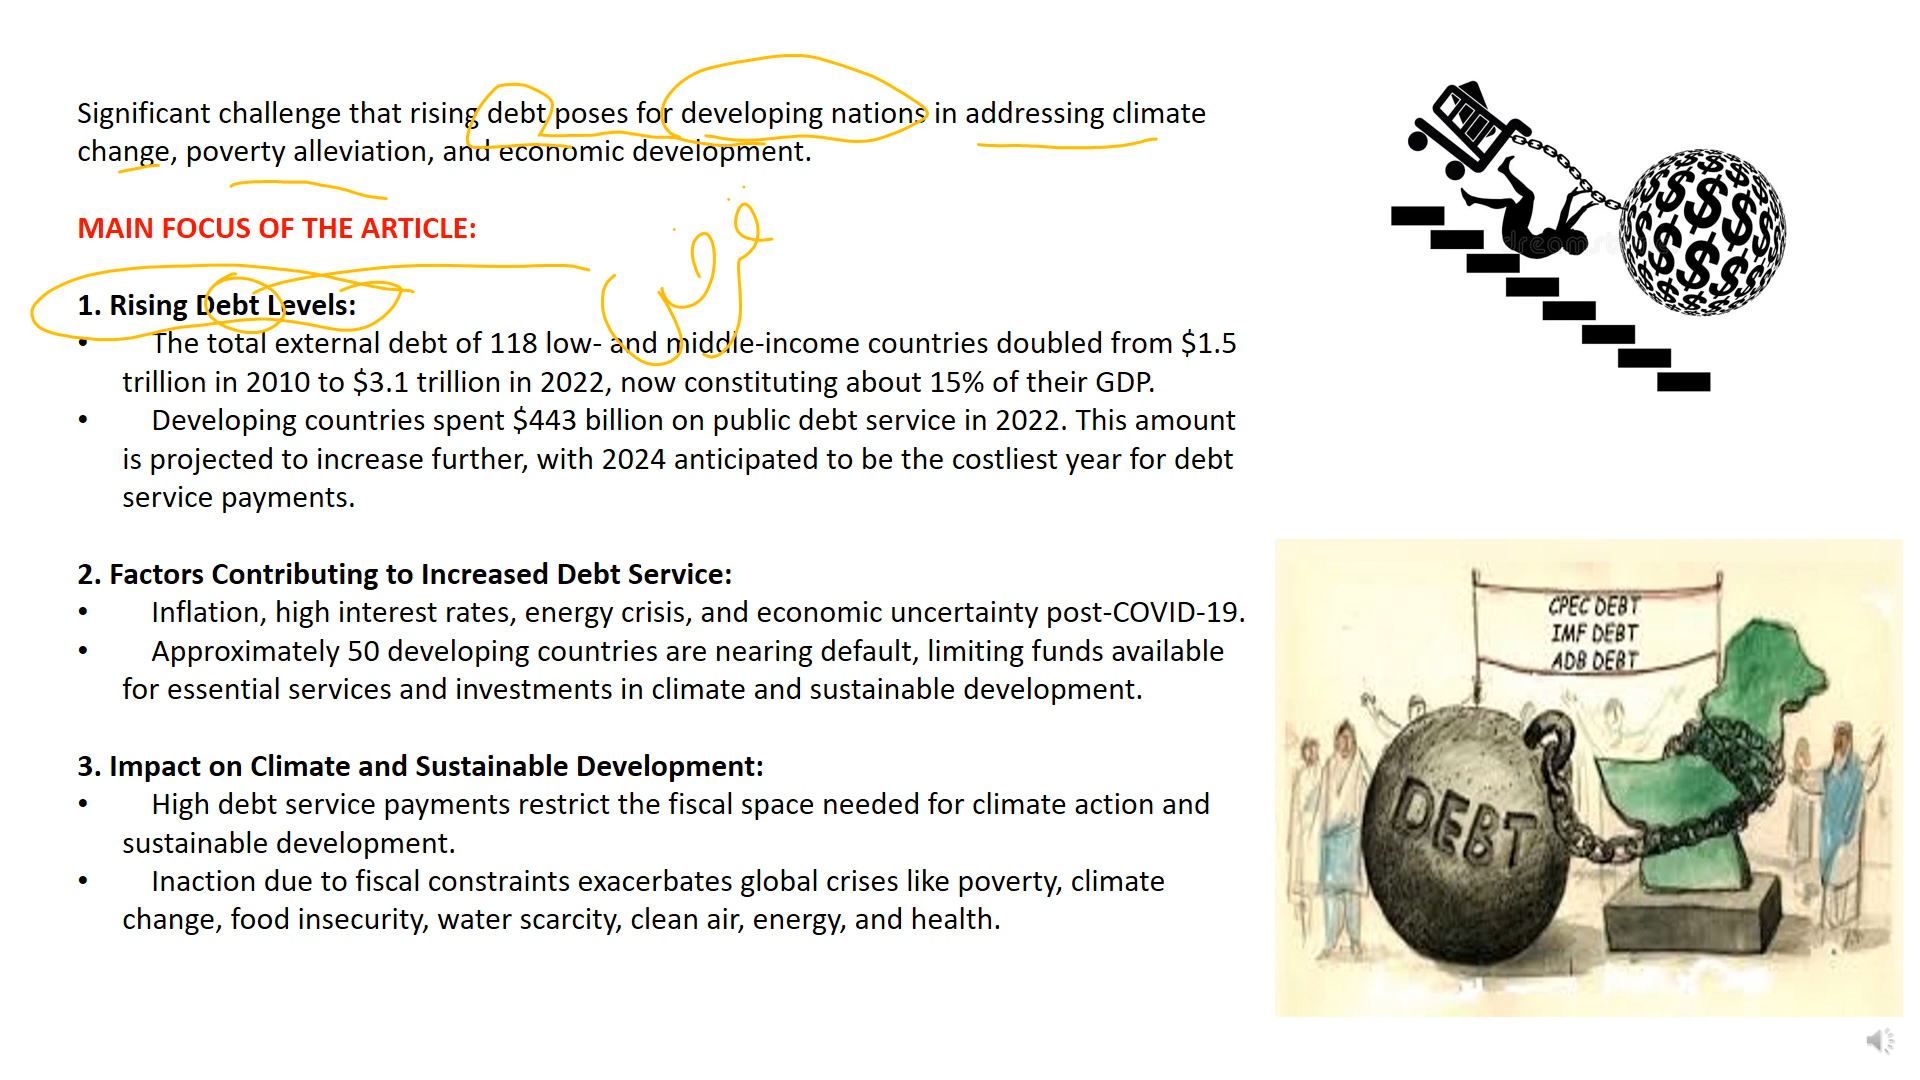 Significant challenge that rising debt poses for developing nations in addressing climate
change, poverty alleviation, and economic development.
MAIN FOCUS OF THE ARTICLE:
1. Rising Debt Levels:
• The total external debt of 118 low- and middle-income countries doubled from $1.5
trillion in 2010 to $3.1 trillion in 2022, now constituting about 15% of their GDP.
• Developing countries spent $443 billion on public debt service in 2022. This amount
is projected to increase further, with 2024 anticipated to be the costliest year for debt
service payments.
2. Factors Contributing to Increased Debt Service:
• Inflation, high interest rates, energy crisis, and economic uncertainty post-COVID-19.
• Approximately 50 developing countries are nearing default, limiting funds available
for essential services and investments in climate and sustainable development.
3. Impact on Climate and Sustainable Development:
• High debt service payments restrict the fiscal space needed for climate action and
sustainable development.
• Inaction due to fiscal constraints exacerbates global crises like poverty, climate
change, food insecurity, water scarcity, clean air, energy, and health.
CPEC DEBT
IMF DEBT
ADB DEBT
DEBT